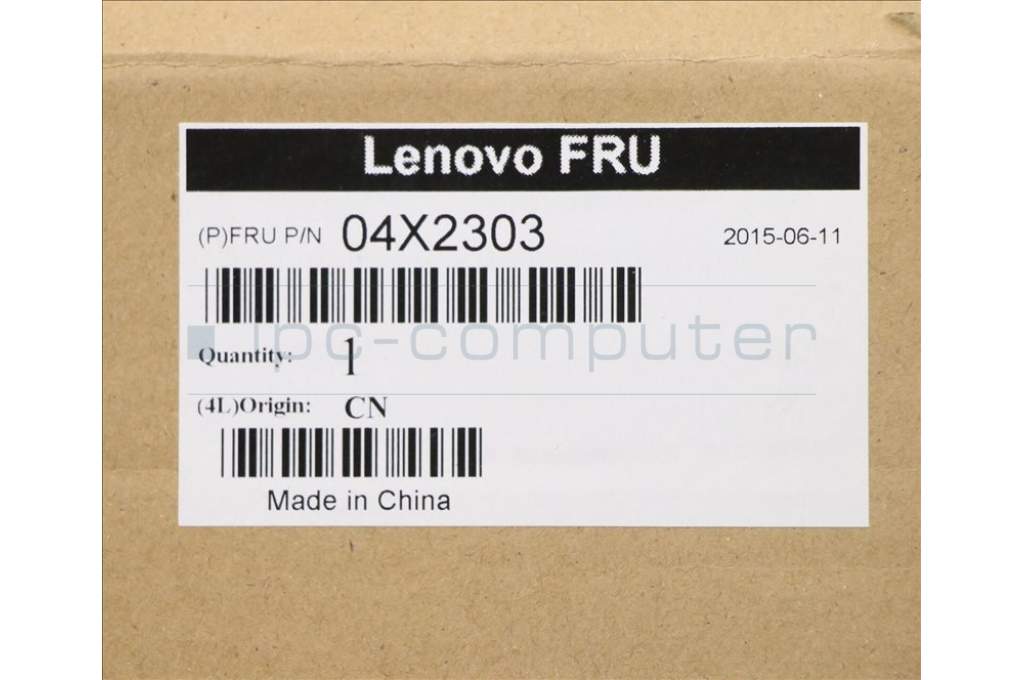 Lenovo FRU
(P)FRU P/N 04X2303 2015-06-11
ipc-computer
Quantity: 1
(4L)Origin: CN
Made in China